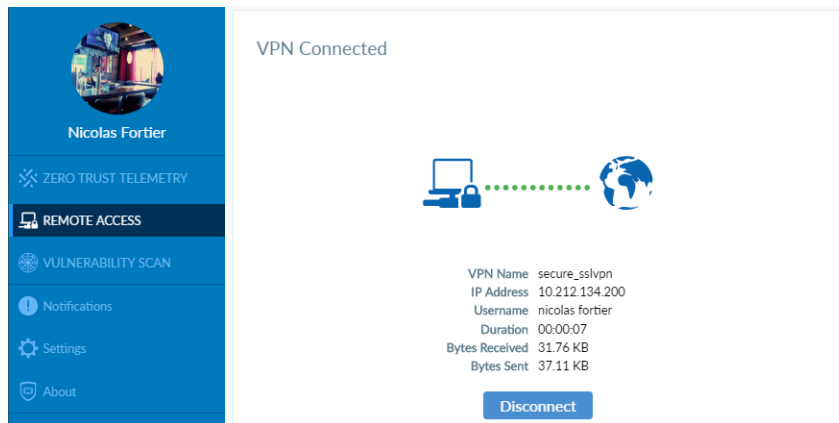 Nicolas Fortier
ZERO TRUST TELEMETRY
REMOTE ACCESS
VULNERABILITY SCAN
Notifications
Settings
About
VPN Connected
VPN Name secure_sslvpn
IP Address 10.212.134.200
Username nicolas fortier
Duration 00:00:07
Bytes Received 31.76 KB
Bytes Sent 37.11 KB
Disconnect